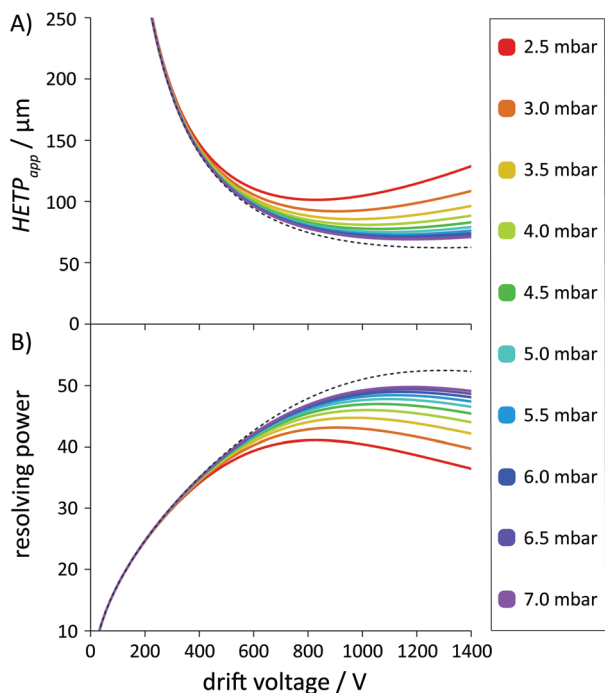 A)
250
200
150
100
50
0
HETPapp / μm
B)
50
40
30
20
10
resolving power
0 200 400 600 800 1000 1200 1400
drift voltage / V
2.5 mbar
3.0 mbar
3.5 mbar
4.0 mbar
4.5 mbar
5.0 mbar
5.5 mbar
6.0 mbar
6.5 mbar
7.0 mbar